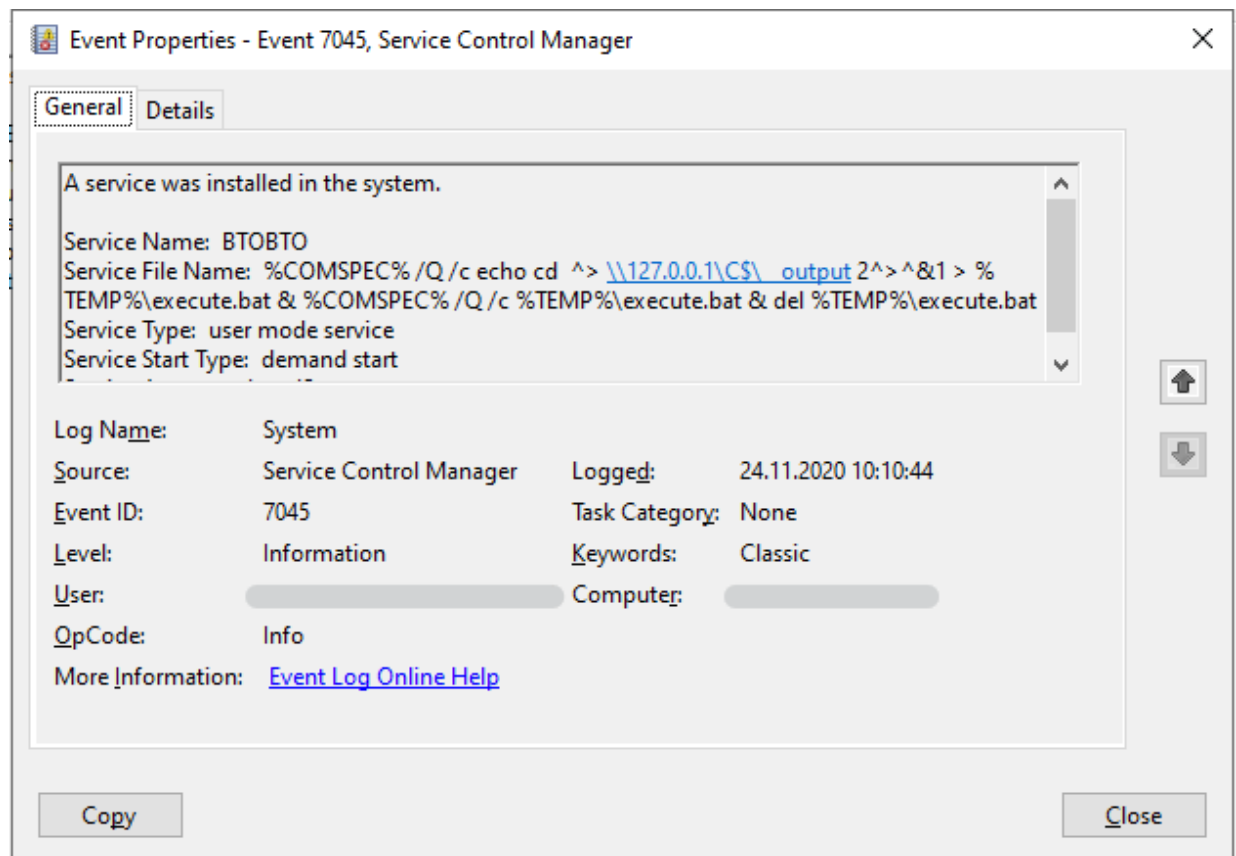 Event Properties - Event 7045, Service Control Manager
General Details
A service was installed in the system.
Service Name:  BTOBTO
Service File Name:  %COMSPEC% /Q /c echo cd  ^> \\127.0.0.1\C$\__output 2^>^&1 > %
TEMP%\execute.bat & %COMSPEC% /Q /c %TEMP%\execute.bat & del %TEMP%\execute.bat
Service Type:  user mode service
Service Start Type:  demand start
Log Name: System
Source: Service Control Manager Logged: 24.11.2020 10:10:44
Event ID: 7045 Task Category: None
Level: Information Keywords: Classic
User: Computer:
OpCode: Info
More Information: Event Log Online Help
Copy Close